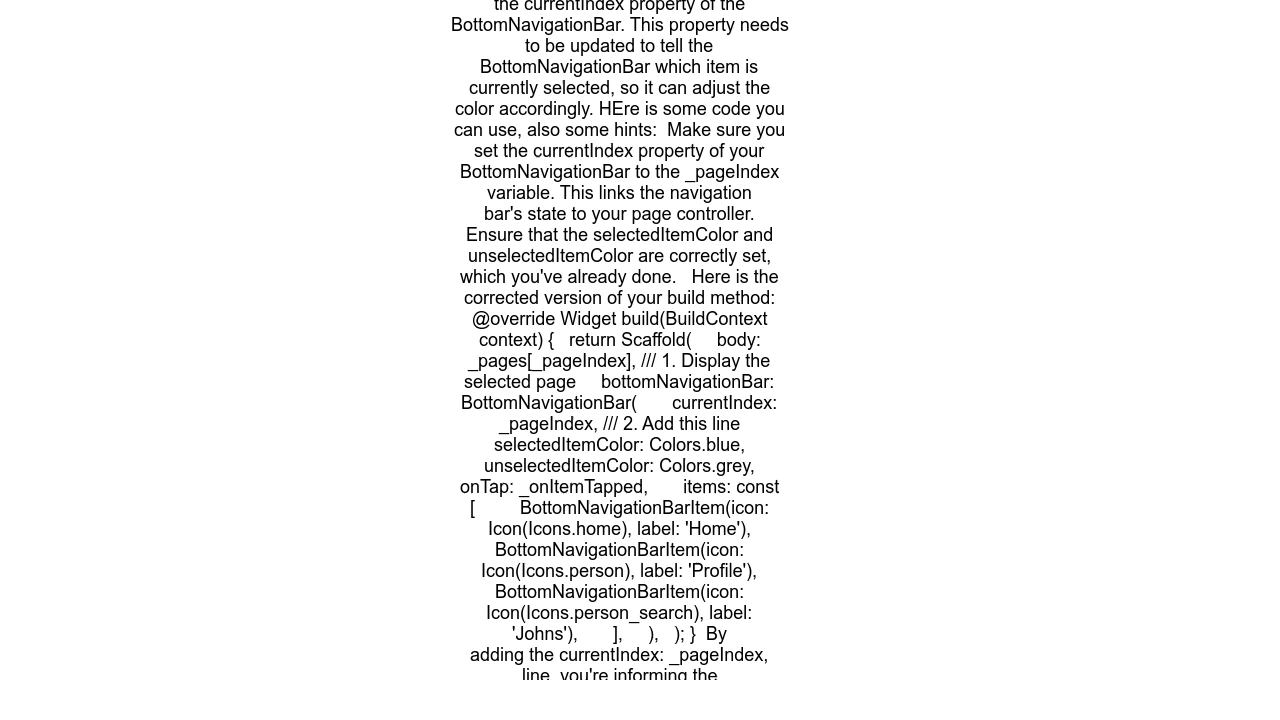 the currentIndex property of the
BottomNavigationBar. This property needs
to be updated to tell the
BottomNavigationBar which item is
currently selected, so it can adjust the
color accordingly. HEre is some code you
can use, also some hints:  Make sure you
set the currentIndex property of your
BottomNavigationBar to the _pageIndex
variable. This links the navigation
bar's state to your page controller.
Ensure that the selectedItemColor and
unselectedItemColor are correctly set,
which you've already done.   Here is the
corrected version of your build method:
@override Widget build(BuildContext
context) {   return Scaffold(     body:
_pages[_pageIndex], /// 1. Display the
selected page     bottomNavigationBar:
BottomNavigationBar(       currentIndex:
_pageIndex, /// 2. Add this line
selectedItemColor: Colors.blue,
unselectedItemColor: Colors.grey,
onTap: _onItemTapped,       items: const
[         BottomNavigationBarItem(icon:
Icon(Icons.home), label: 'Home'),
BottomNavigationBarItem(icon:
Icon(Icons.person), label: 'Profile'),
BottomNavigationBarItem(icon:
Icon(Icons.person_search), label:
'Johns'),       ],     ),   ); }  By
adding the currentIndex: _pageIndex,
line, you're informing the